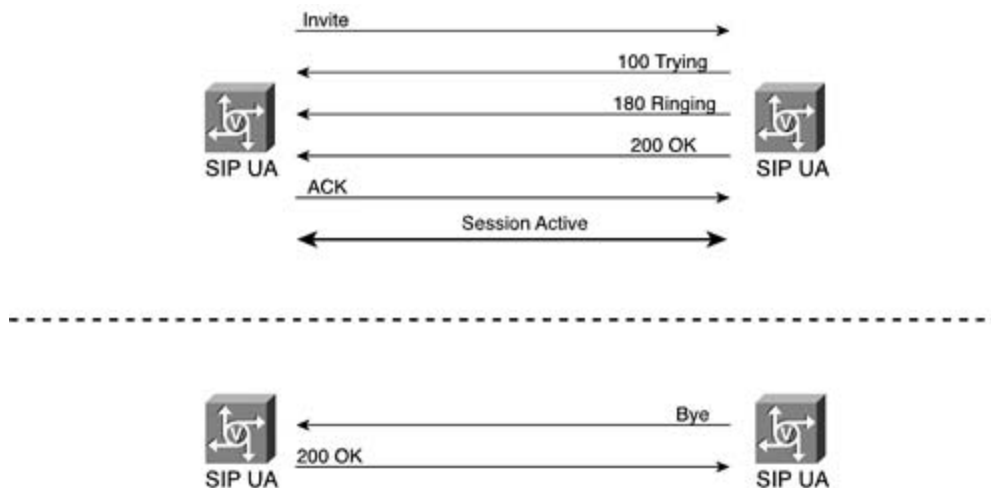 Invite
100 Trying
180 Ringing
V
V
200 OK
SIP UA
SIP UA
ACK
Session Active
Bye
V
V
200 OK
SIP UA
SIP UA